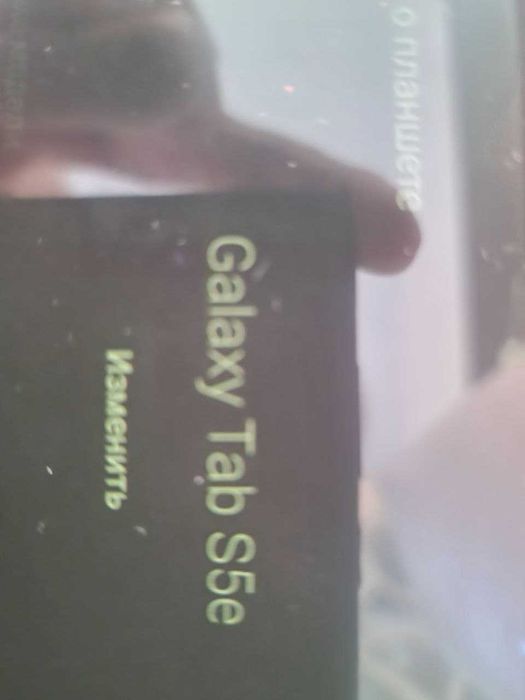 о планшете
Galaxy Tab S5e
Изменить